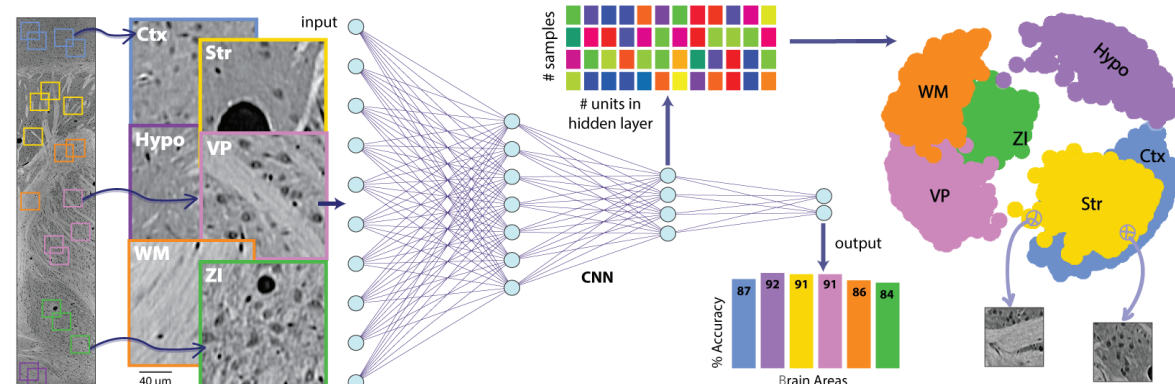 Ctx
Str
Hypo
VP
WM
ZI
40 um
input
CNN
# samples
# units in
hidden layer
output
% Accuracy
87
92
91
91
86
84
Brain Areas
WM
Hypo
ZI
Ctx
VP
Str